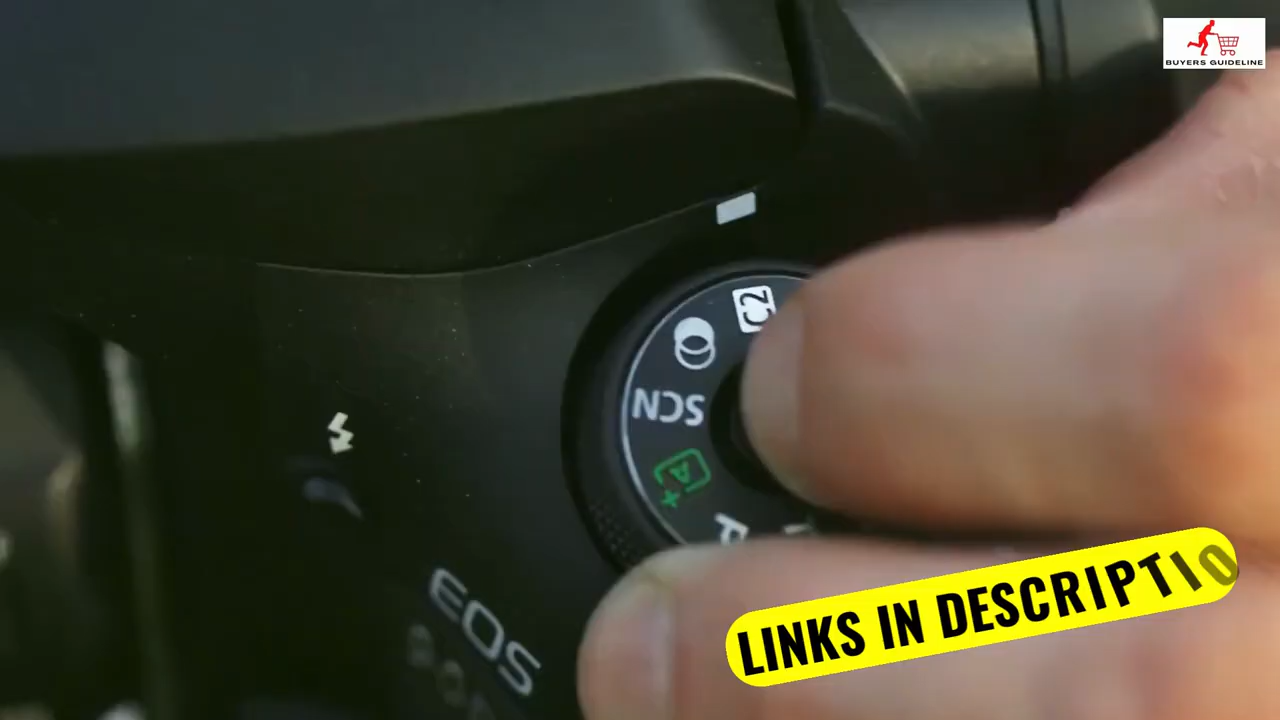 BUYERS GUIDELINE
C2
SCN
A+
P
EOS
LINKS IN DESCRIPTIO